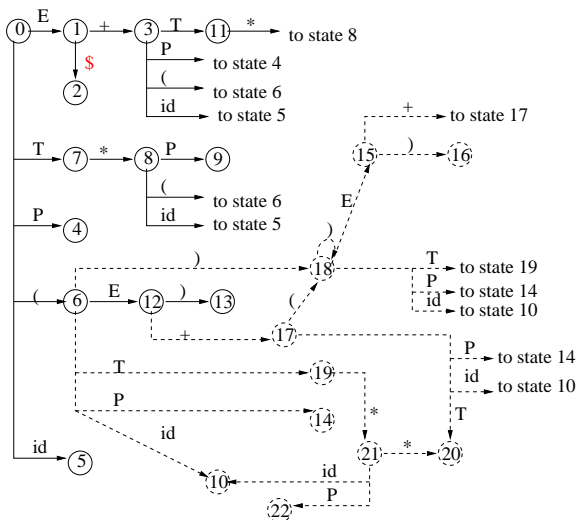 0 E 1 + 3 T 11 * to state 8
$ P to state 4
2 ( to state 6
id to state 5
+ to state 17
T 7 * 8 P 9 15 ) 16
( to state 6
id to state 5
E
P 4
) ) 18 T to state 19
P to state 14
( 6 E 12 ) 13 ( id to state 10
+ 17
P to state 14
T 19 id to state 10
P 14 * T
id
id 5 10 id 21 * 20
22 P